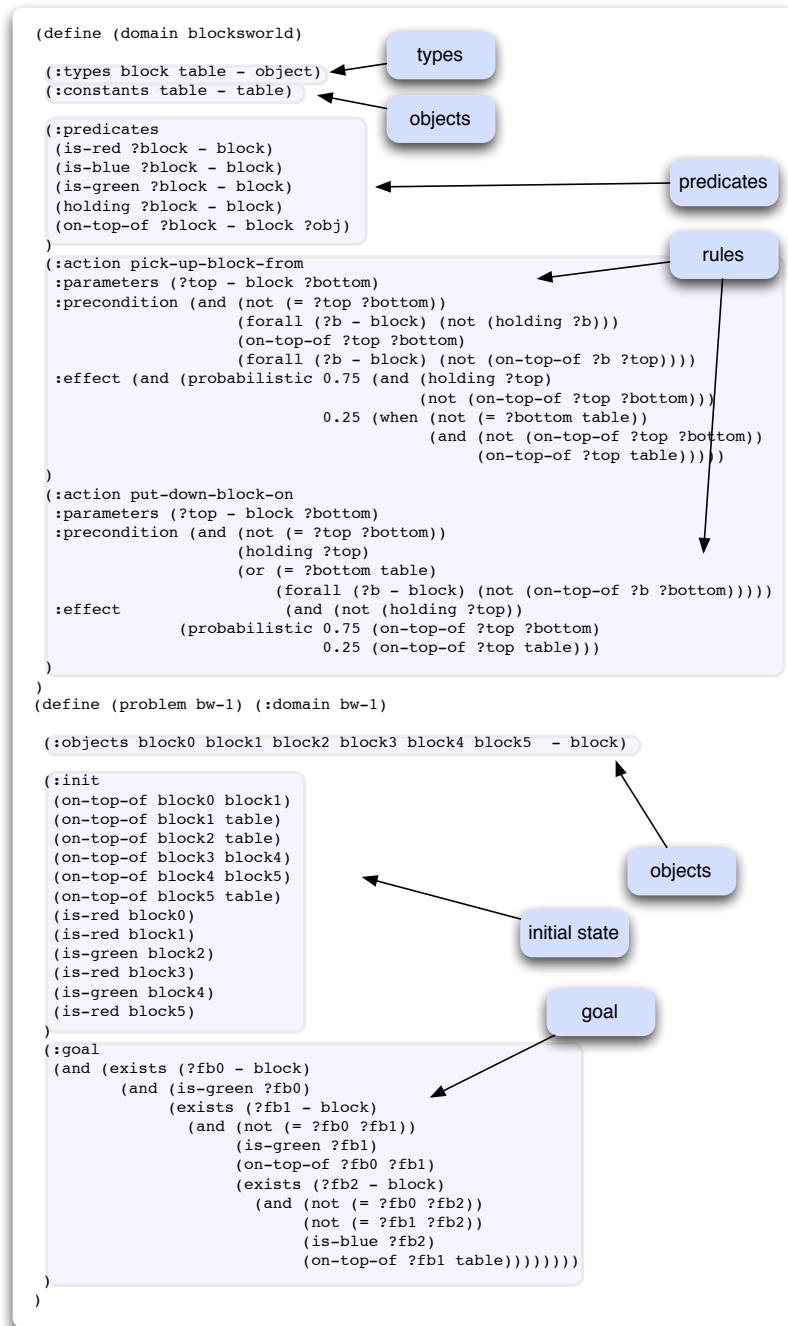 (define (domain blocksworld)
(:types block table - object)
(:constants table - table)
(:predicates
(is-red ?block - block)
(is-blue ?block - block)
(is-green ?block - block)
(holding ?block - block)
(on-top-of ?block - block ?obj)
)
(:action pick-up-block-from
:parameters (?top - block ?bottom)
:precondition (and (not (= ?top ?bottom))
(forall (?b - block) (not (holding ?b)))
(on-top-of ?top ?bottom)
(forall (?b - block) (not (on-top-of ?b ?top))))
:effect (and (probabilistic 0.75 (and (holding ?top)
(not (on-top-of ?top ?bottom)))
0.25 (when (not (= ?bottom table))
(and (not (on-top-of ?top ?bottom))
(on-top-of ?top table)))))
)
(:action put-down-block-on
:parameters (?top - block ?bottom)
:precondition (and (not (= ?top ?bottom))
(holding ?top)
(or (= ?bottom table)
(forall (?b - block) (not (on-top-of ?b ?bottom)))))
:effect (and (not (holding ?top))
(probabilistic 0.75 (on-top-of ?top ?bottom)
0.25 (on-top-of ?top table)))
)
)
(define (problem bw-1) (:domain bw-1)
(:objects block0 block1 block2 block3 block4 block5 - block)
(:init
(on-top-of block0 block1)
(on-top-of block1 table)
(on-top-of block2 table)
(on-top-of block3 block4)
(on-top-of block4 block5)
(on-top-of block5 table)
(is-red block0)
(is-red block1)
(is-green block2)
(is-red block3)
(is-green block4)
(is-red block5)
)
(:goal
(and (exists (?fb0 - block)
(and (is-green ?fb0)
(exists (?fb1 - block)
(and (not (= ?fb0 ?fb1))
(is-green ?fb1)
(on-top-of ?fb0 ?fb1)
(exists (?fb2 - block)
(and (not (= ?fb0 ?fb2))
(not (= ?fb1 ?fb2))
(is-blue ?fb2)
(on-top-of ?fb1 table))))))))
)
)
types
objects
predicates
rules
objects
initial state
goal